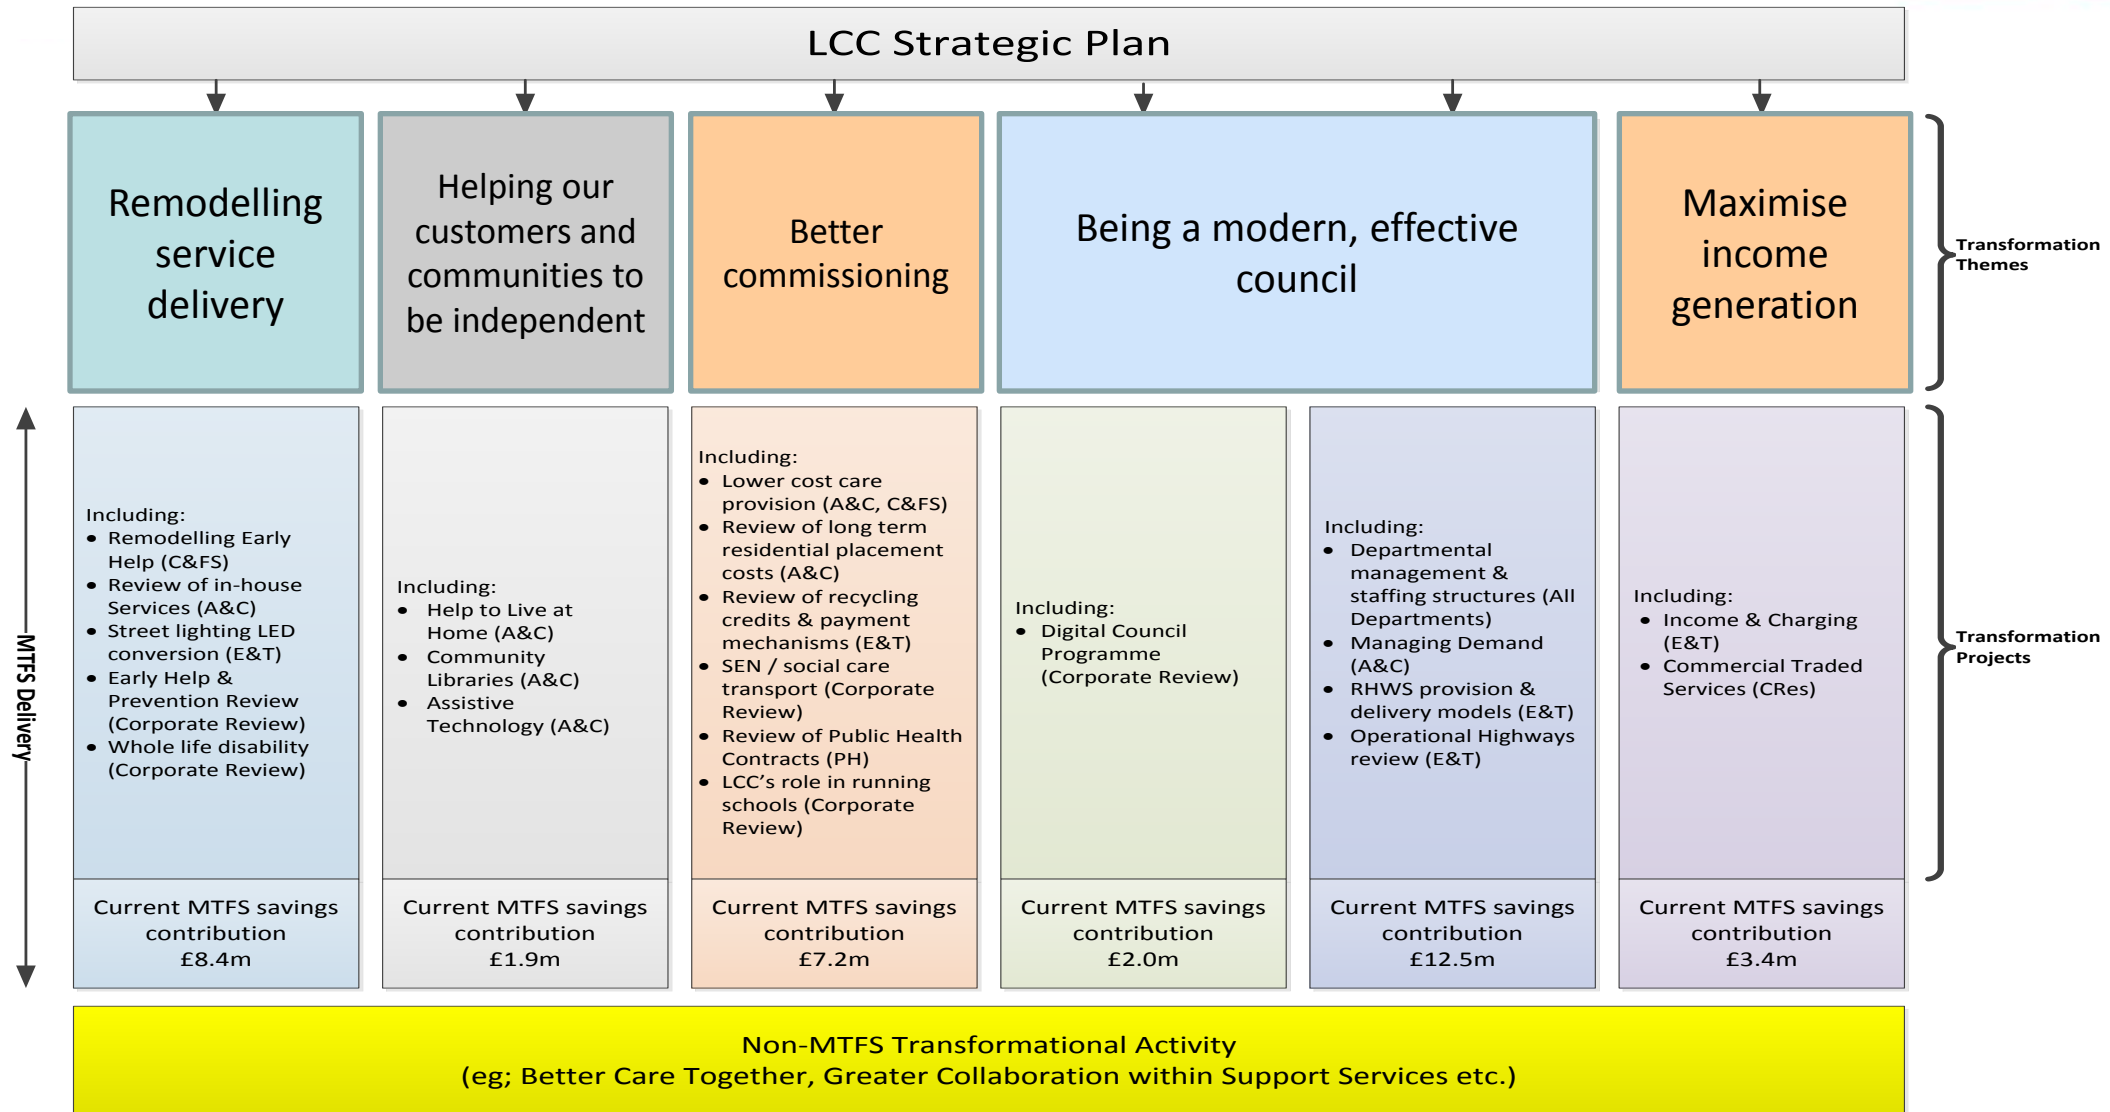 LCC Strategic Plan
Remodelling
service
delivery
Helping our
customers and
communities to
be independent
Better
commissioning
Being a modern, effective
council
Maximise
income
generation
Transformation
Themes
MTFS Delivery
Including:
• Remodelling Early
Help (C&FS)
• Review of in-house
Services (A&C)
• Street lighting LED
conversion (E&T)
• Early Help &
Prevention Review
(Corporate Review)
• Whole life disability
(Corporate Review)
Including:
• Help to Live at
Home (A&C)
• Community
Libraries (A&C)
• Assistive
Technology (A&C)
Including:
• Lower cost care
provision (A&C, C&FS)
• Review of long term
residential placement
costs (A&C)
• Review of recycling
credits & payment
mechanisms (E&T)
• SEN / social care
transport (Corporate
Review)
• Review of Public Health
Contracts (PH)
• LCC’s role in running
schools (Corporate
Review)
Including:
• Digital Council
Programme
(Corporate Review)
Including:
• Departmental
management &
staffing structures (All
Departments)
• Managing Demand
(A&C)
• RHWS provision &
delivery models (E&T)
• Operational Highways
review (E&T)
Including:
• Income & Charging
(E&T)
• Commercial Traded
Services (CRes)
Transformation
Projects
Current MTFS savings
contribution
£8.4m
Current MTFS savings
contribution
£1.9m
Current MTFS savings
contribution
£7.2m
Current MTFS savings
contribution
£2.0m
Current MTFS savings
contribution
£12.5m
Current MTFS savings
contribution
£3.4m
Non-MTFS Transformational Activity
(eg; Better Care Together, Greater Collaboration within Support Services etc.)